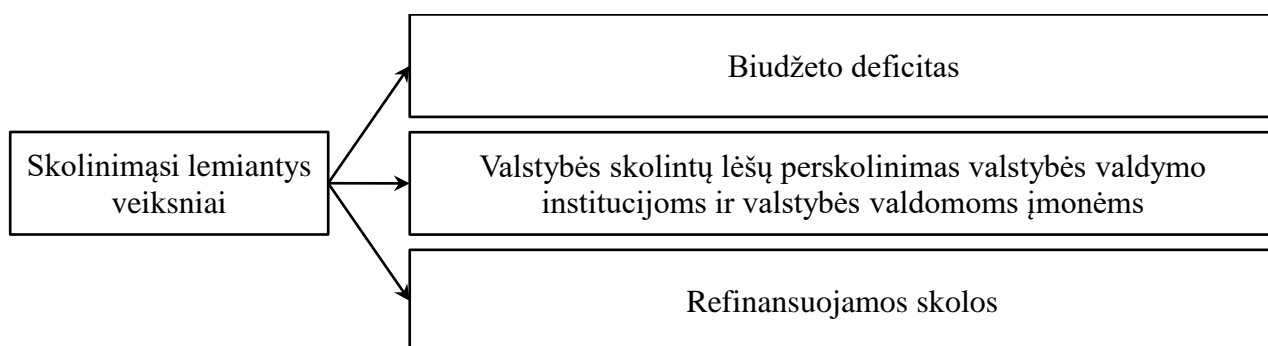 Biudžeto deficitas
Skolinimąsi lemiantys
veiksniai
Valstybės skolintų lėšų perskolinimas valstybės valdymo
institucijoms ir valstybės valdomoms įmonėms
Refinansuojamos skolos